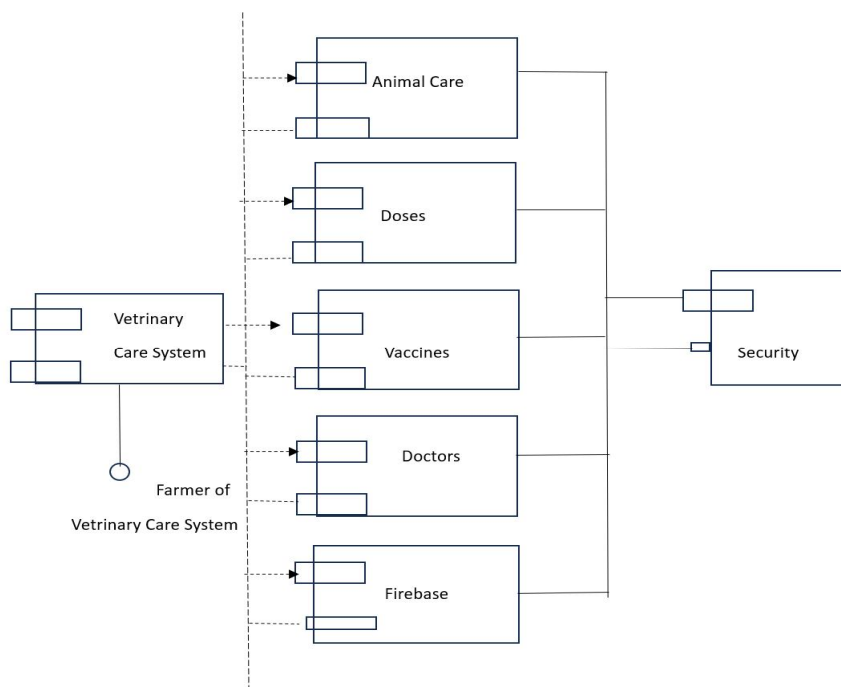 Animal Care
Doses
Vetrinary
Care System
Vaccines
Security
Doctors
Farmer of
Vetrinary Care System
Firebase